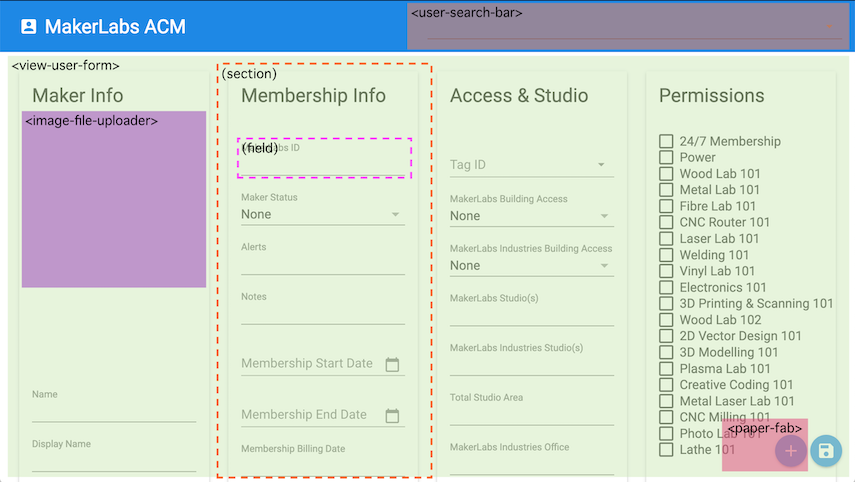 MakerLabs ACM
<user-search-bar>
<view-user-form>
Maker Info
<image-file-uploader>
Name
Display Name
(section)
Membership Info
(field)
Labs ID
Maker Status
None
Alerts
Notes
Membership Start Date
Membership End Date
Membership Billing Date
Access & Studio
Tag ID
MakerLabs Building Access
None
MakerLabs Industries Building Access
None
MakerLabs Studio(s)
MakerLabs Industries Studio(s)
Total Studio Area
MakerLabs Industries Office
Permissions
24/7 Membership
Power
Wood Lab 101
Metal Lab 101
Fibre Lab 101
CNC Router 101
Laser Lab 101
Welding 101
Vinyl Lab 101
Electronics 101
3D Printing & Scanning 101
Wood Lab 102
2D Vector Design 101
3D Modelling 101
Plasma Lab 101
Creative Coding 101
Metal Laser Lab 101
CNC Milling 101
Photo Lab 101
<paper-fab>
Lathe 101